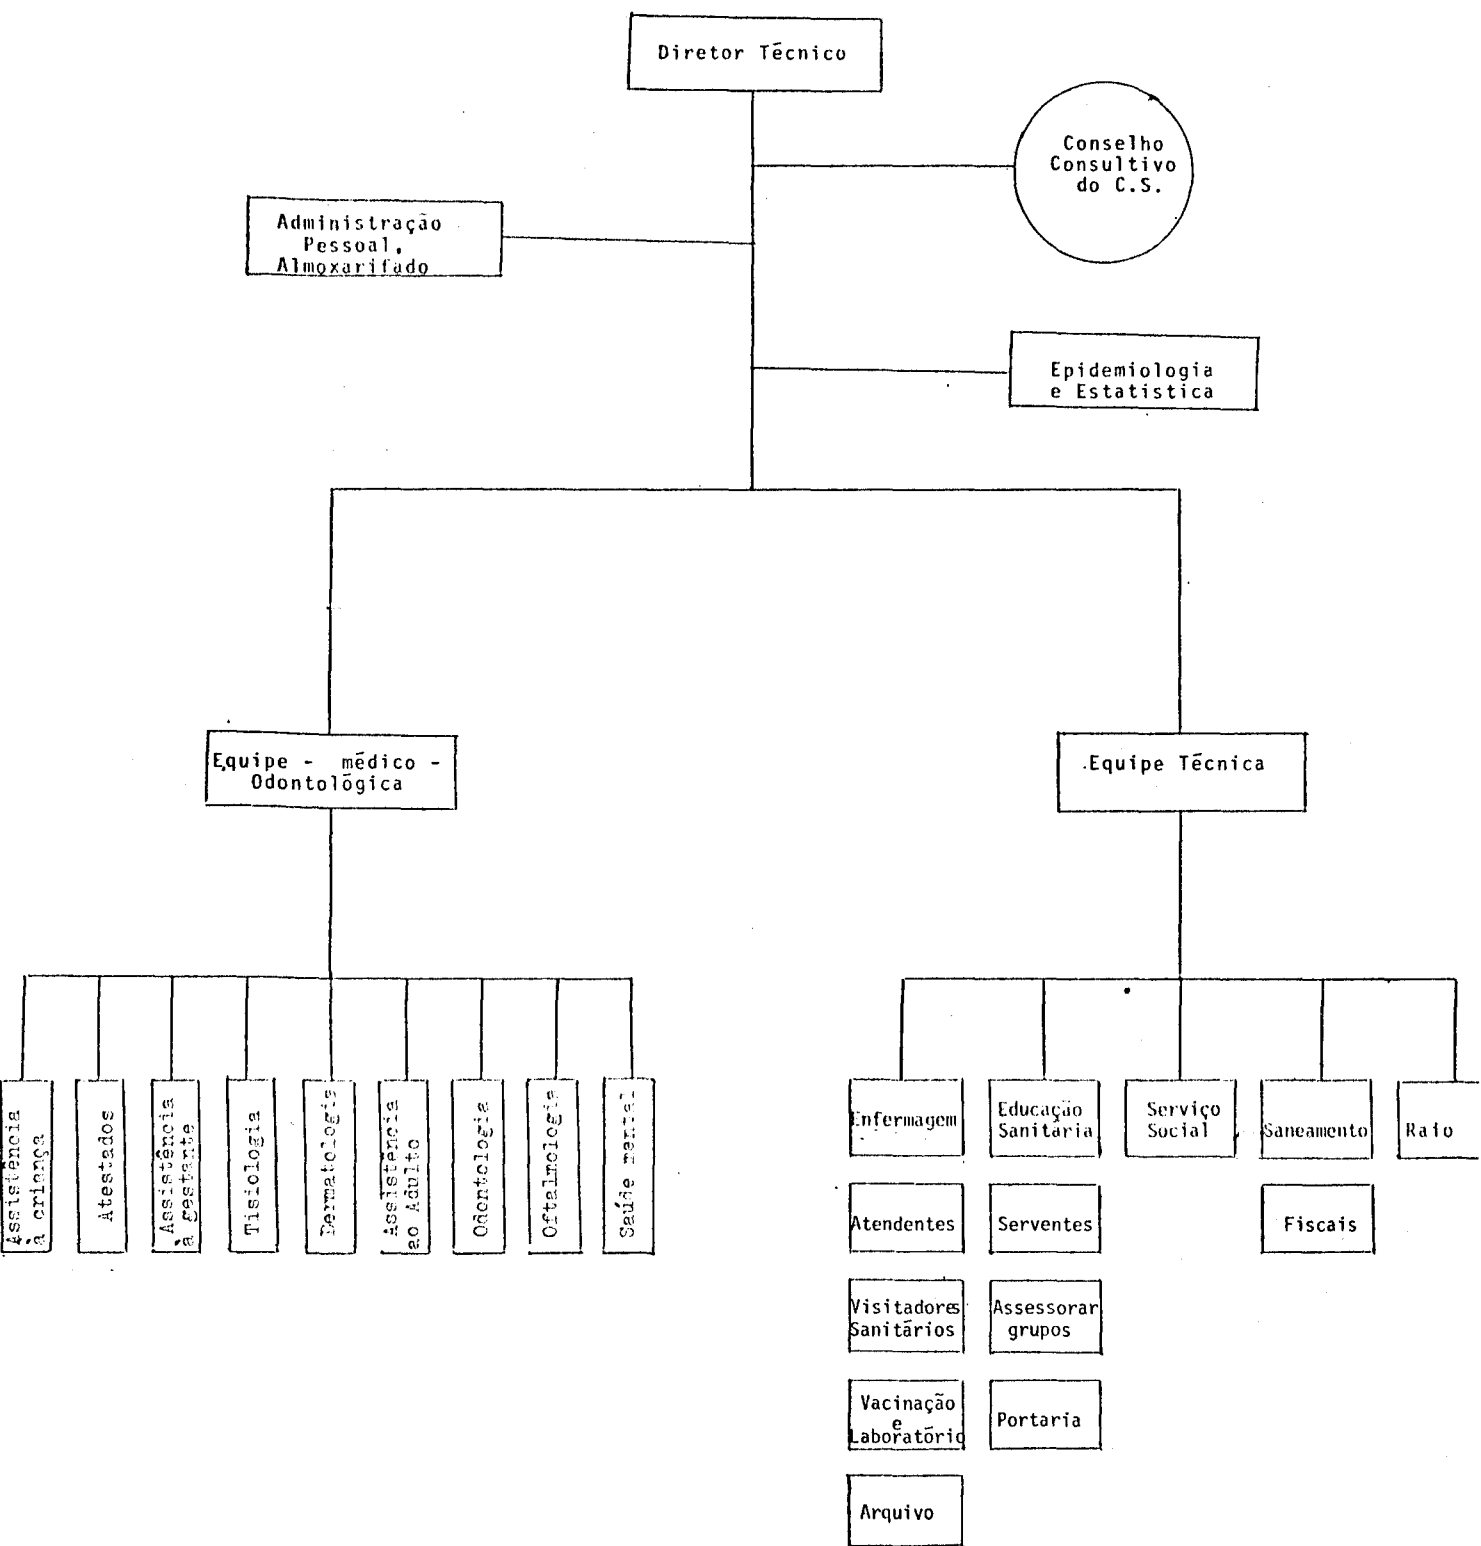 Diretor Técnico
Conselho
Consultivo
do C.S.
Administração
Pessoal,
Almoxarifado
Epidemiologia
e Estatística
Equipe - médico -
Odontológica
Equipe Técnica
Assistência
à criança
Atestados
Assistência
à gestante
Tisiologia
Dermatologia
Assistência
ao Adulto
Odontologia
Oftalmologia
Saúde mental
Enfermagem
Educação
Sanitária
Serviço
Social
Saneamento
Raio
Atendentes
Serventes
Fiscais
Visitadores
Sanitários
Assessorar
grupos
Vacinação
e
Laboratório
Portaria
Arquivo